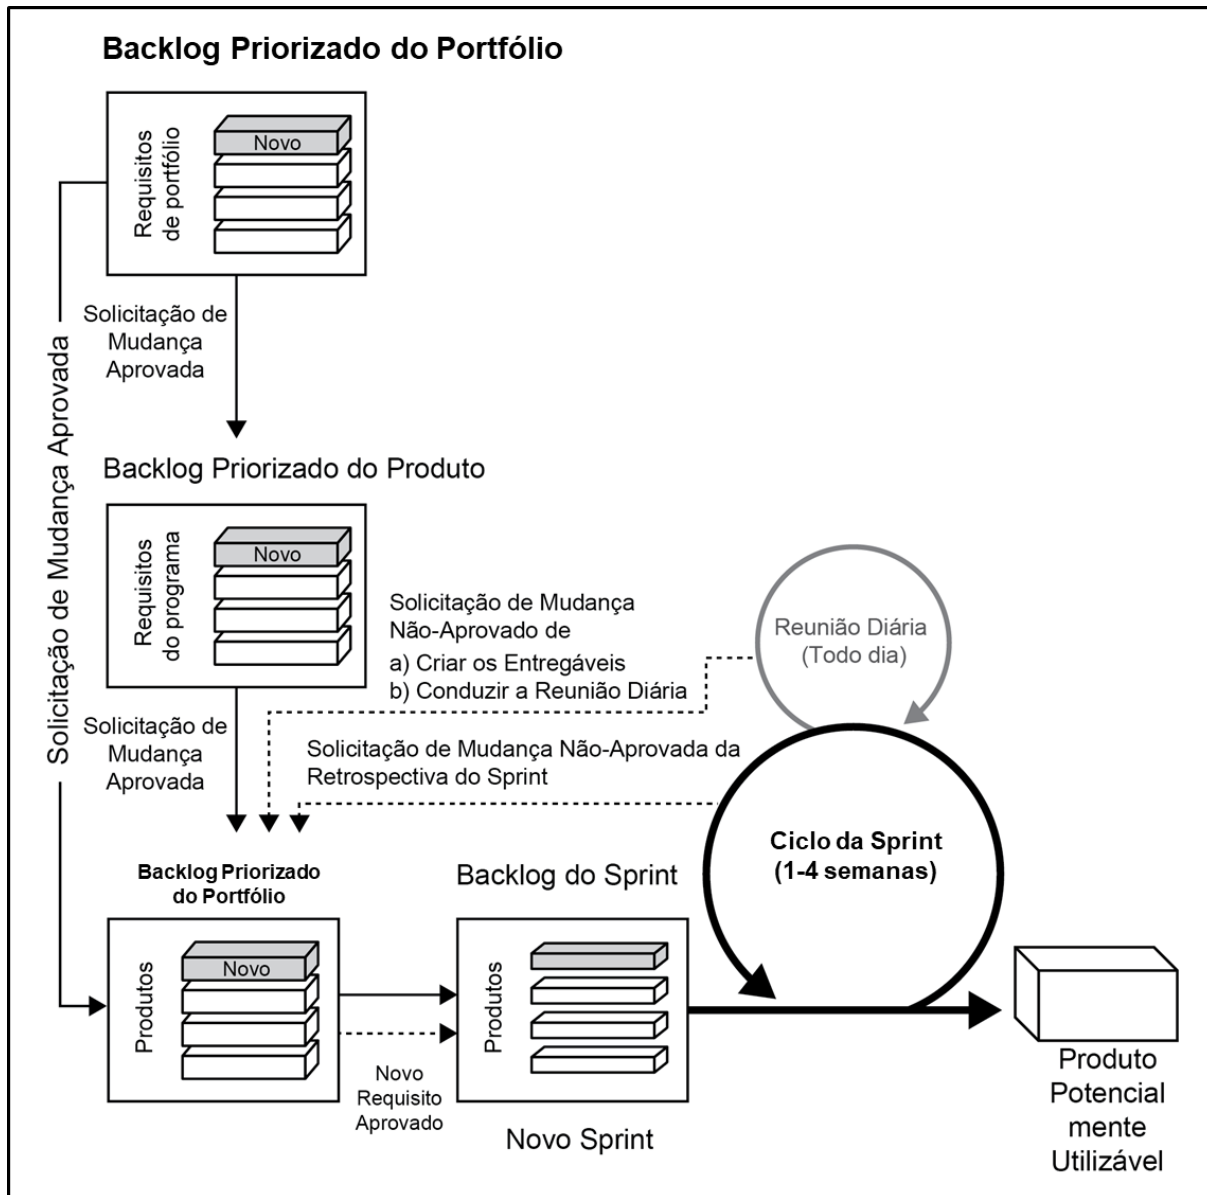 Backlog Priorizado do Portfólio
Requisitos
de portfólio
Novo
Solicitação de
Mudança
Aprovada
Solicitação de Mudança Aprovada
Backlog Priorizado do Produto
Requisitos
do programa
Novo
Solicitação de Mudança
Não-Aprovado de
a) Criar os Entregáveis
b) Conduzir a Reunião Diária
Reunião Diária
(Todo dia)
Solicitação de
Mudança
Aprovada
Solicitação de Mudança Não-Aprovada da
Retrospectiva do Sprint
Ciclo da Sprint
(1-4 semanas)
Backlog Priorizado
do Portfólio
Backlog do Sprint
Produtos
Novo
Produtos
Novo
Requisito
Aprovado
Novo Sprint
Produto
Potencial
mente
Utilizável